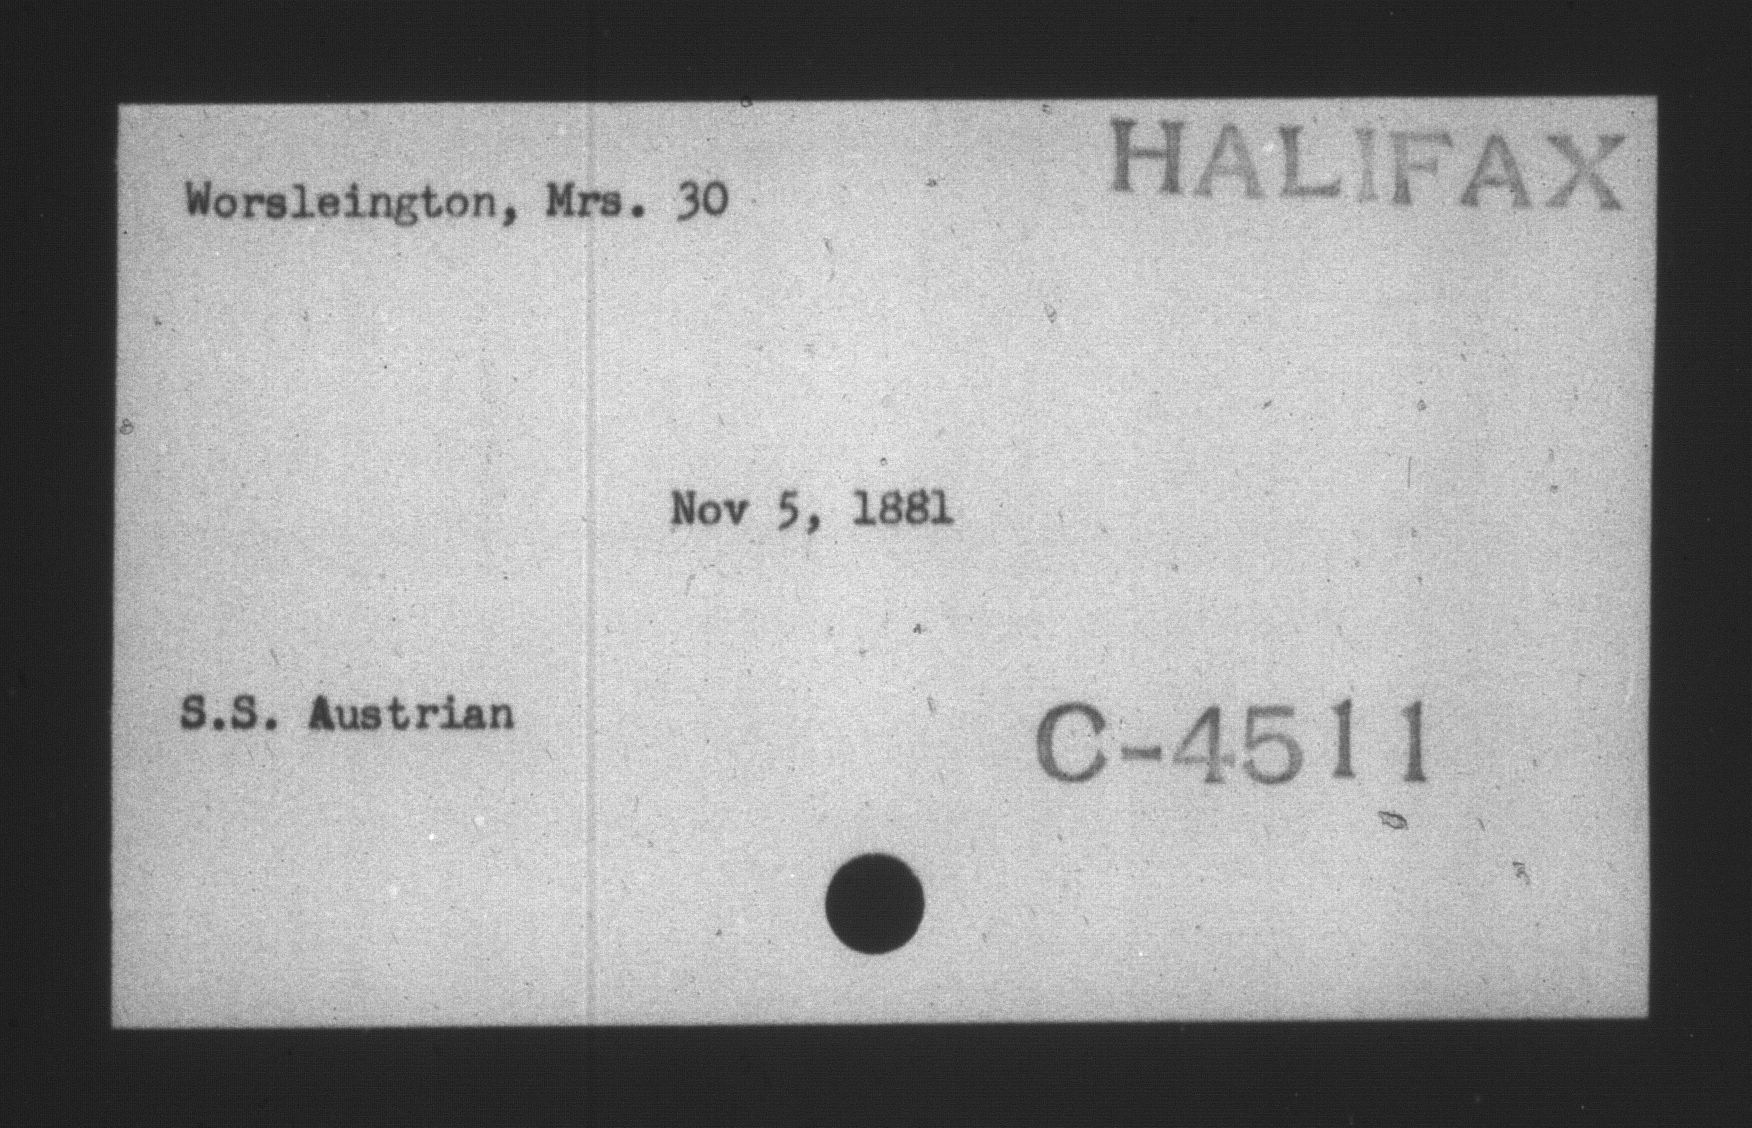 HALIFAX
Worsleington, Mrs. 30
Nov 5, 1881
S.S. Austrian
C-4511